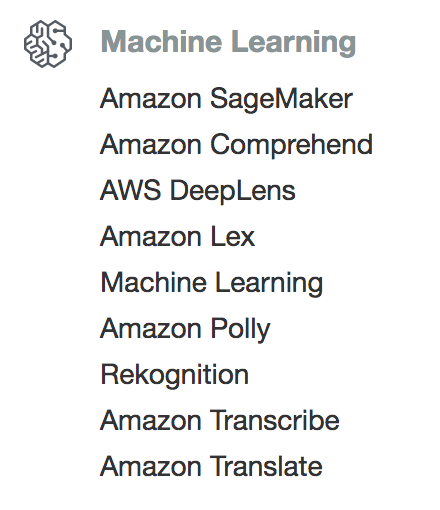 Machine Learning
Amazon SageMaker
Amazon Comprehend
AWS DeepLens
Amazon Lex
Machine Learning
Amazon Polly
Rekognition
Amazon Transcribe
Amazon Translate